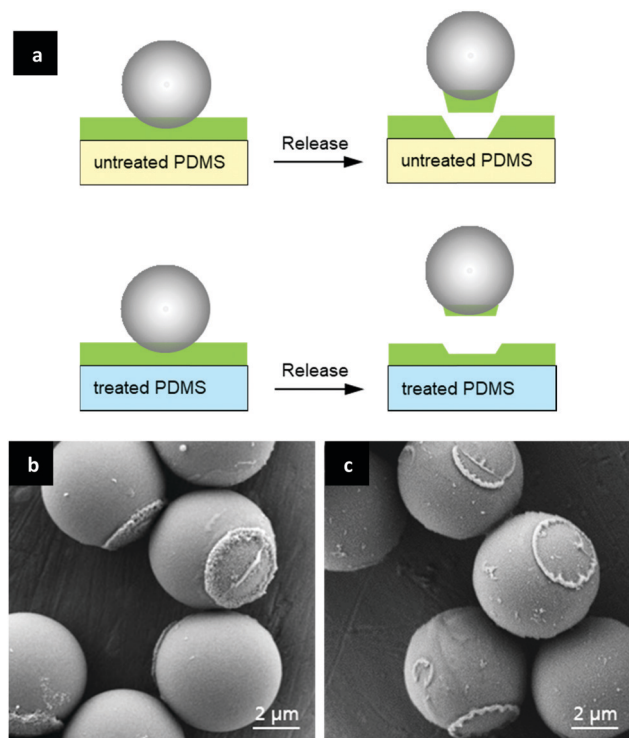 a
Release
untreated PDMS
untreated PDMS
Release
treated PDMS
treated PDMS
b
c
2 µm
2 µm